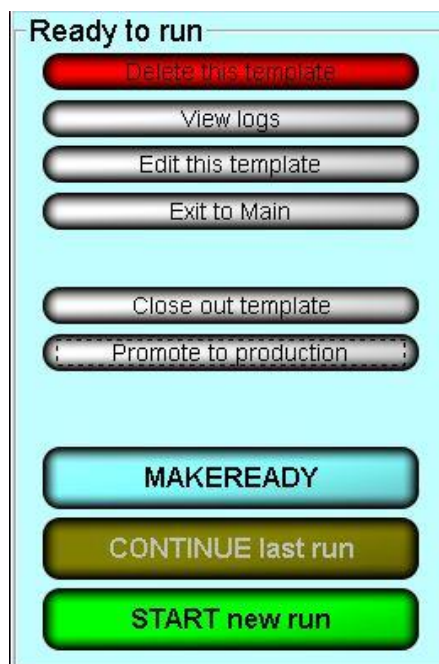 Ready to run
Delete this template
View logs
Edit this template
Exit to Main
Close out template
Promote to production
MAKEREADY
CONTINUE last run
START new run